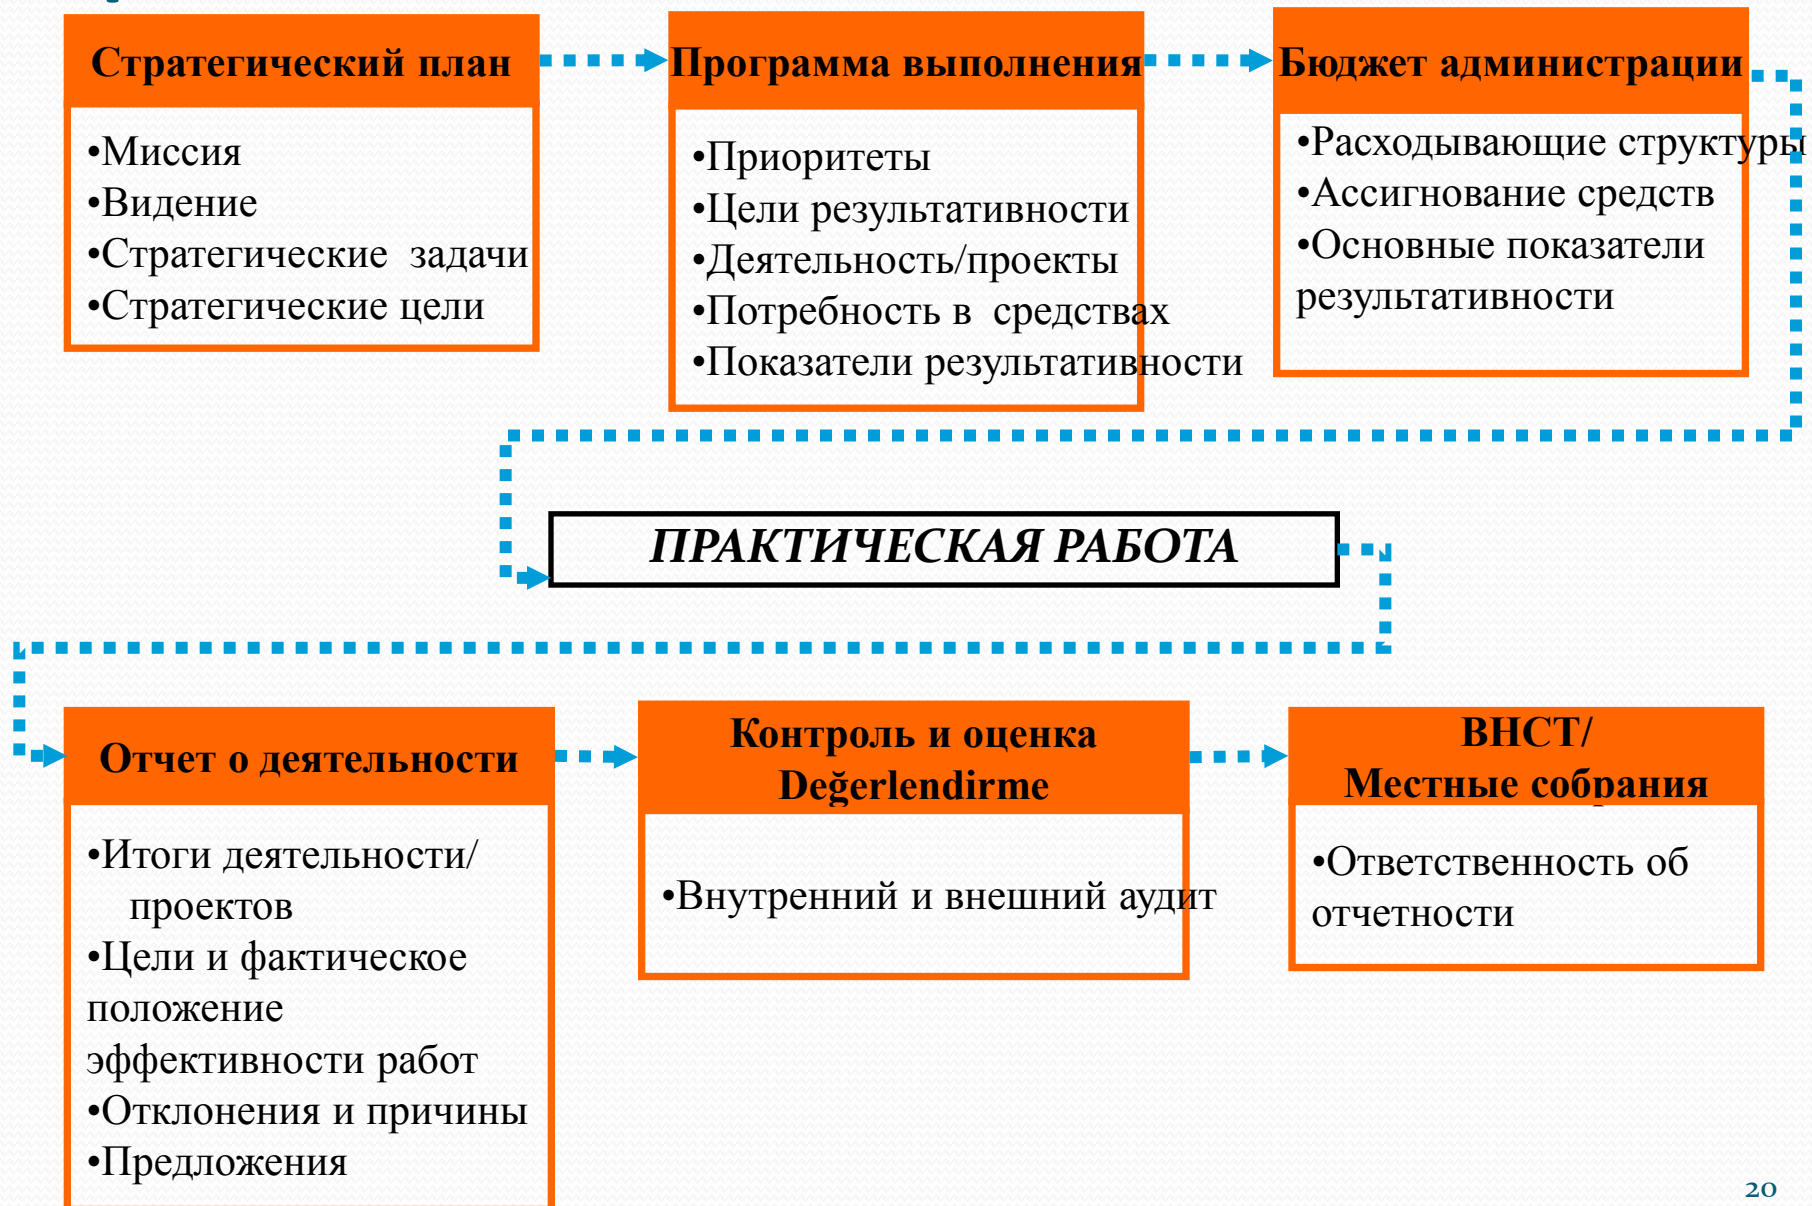 Стратегический план
•Миссия
•Видение
•Стратегические  задачи
•Стратегические цели
Программа выполнения
•Приоритеты
•Цели результативности
•Деятельность/проекты
•Потребность в  средствах
•Показатели результативности
Бюджет администрации
•Расходывающие структуры
•Ассигнование средств
•Основные показатели
результативности
ПРАКТИЧЕСКАЯ РАБОТА
Отчет о деятельности
•Итоги деятельности/
проектов
•Цели и фактическое
положение
эффективности работ
•Отклонения и причины
•Предложения
Контроль и оценка
Değerlendirme
•Внутренний и внешний аудит
ВНСТ/
Местные собрания
•Ответственность об
отчетности
20